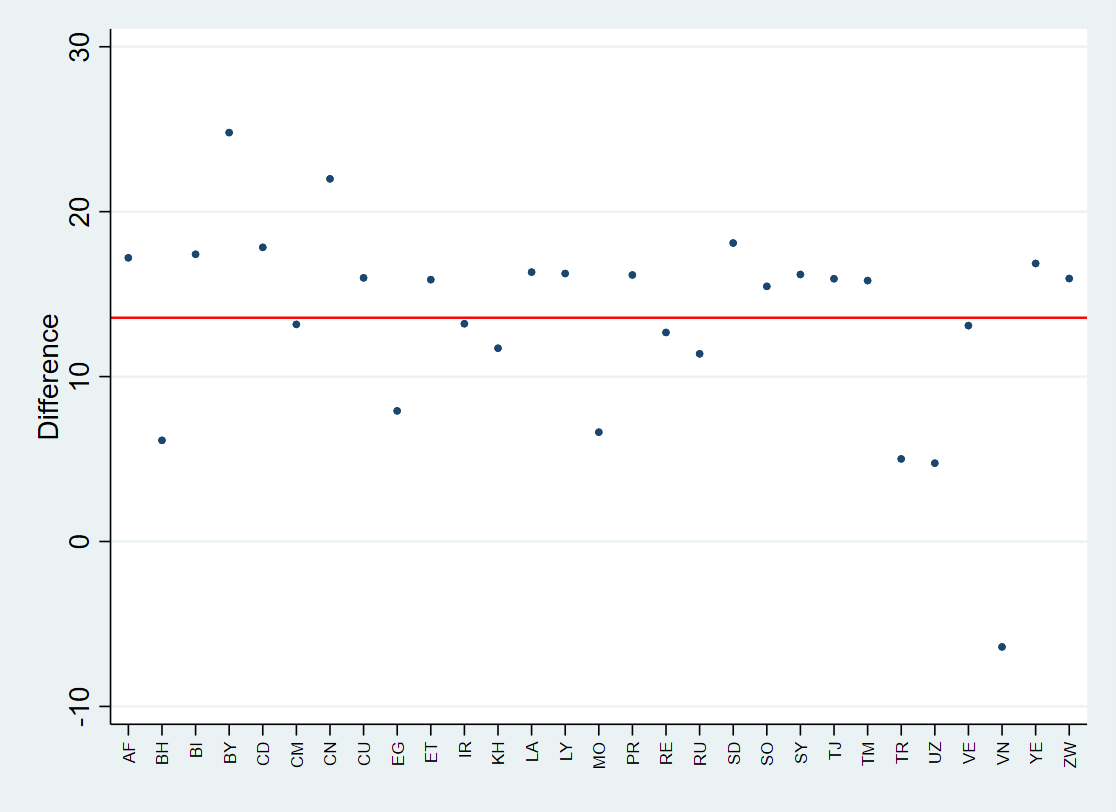 Difference
30
20
10
0
-10
AF BH BI BY CD CM CN CU EG ET IR KH LA LY MO PR RE RU SD SO SY TJ TM TR UZ VE VN YE ZW